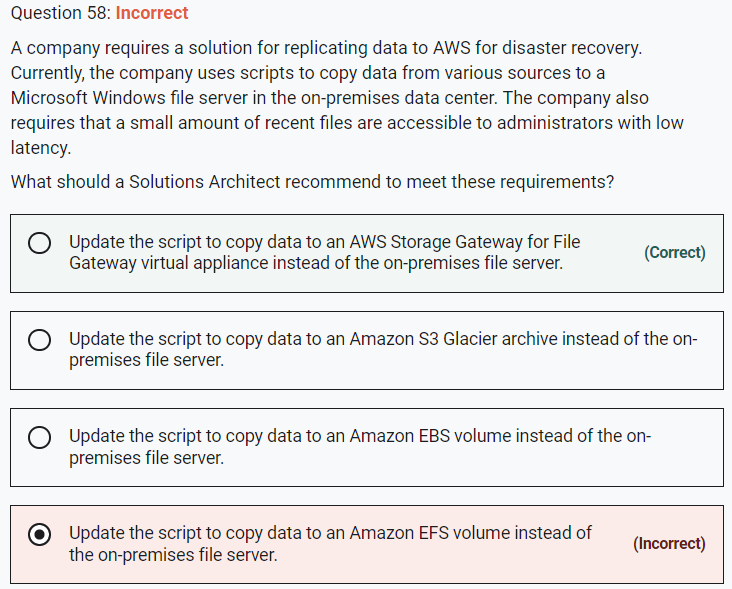 Question 58: Incorrect
A company requires a solution for replicating data to AWS for disaster recovery.
Currently, the company uses scripts to copy data from various sources to a
Microsoft Windows file server in the on-premises data center. The company also
requires that a small amount of recent files are accessible to administrators with low
latency.
What should a Solutions Architect recommend to meet these requirements?
Update the script to copy data to an AWS Storage Gateway for File
Gateway virtual appliance instead of the on-premises file server.
(Correct)
Update the script to copy data to an Amazon S3 Glacier archive instead of the on-
premises file server.
Update the script to copy data to an Amazon EBS volume instead of the on-
premises file server.
Update the script to copy data to an Amazon EFS volume instead of
the on-premises file server.
(Incorrect)